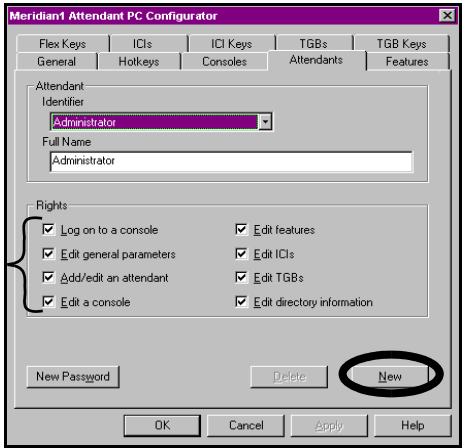 Meridian1 Attendant PC Configurator
Flex Keys ICIs ICI Keys TGBs TGB Keys
General Hotkeys Consoles Attendants Features
Attendant
Identifier
Administrator
Full Name
Administrator
Rights
Log on to a console Edit features
Edit general parameters Edit ICIs
Add/edit an attendant Edit TGBs
Edit a console Edit directory information
New Password Delete New
OK Cancel Apply Help